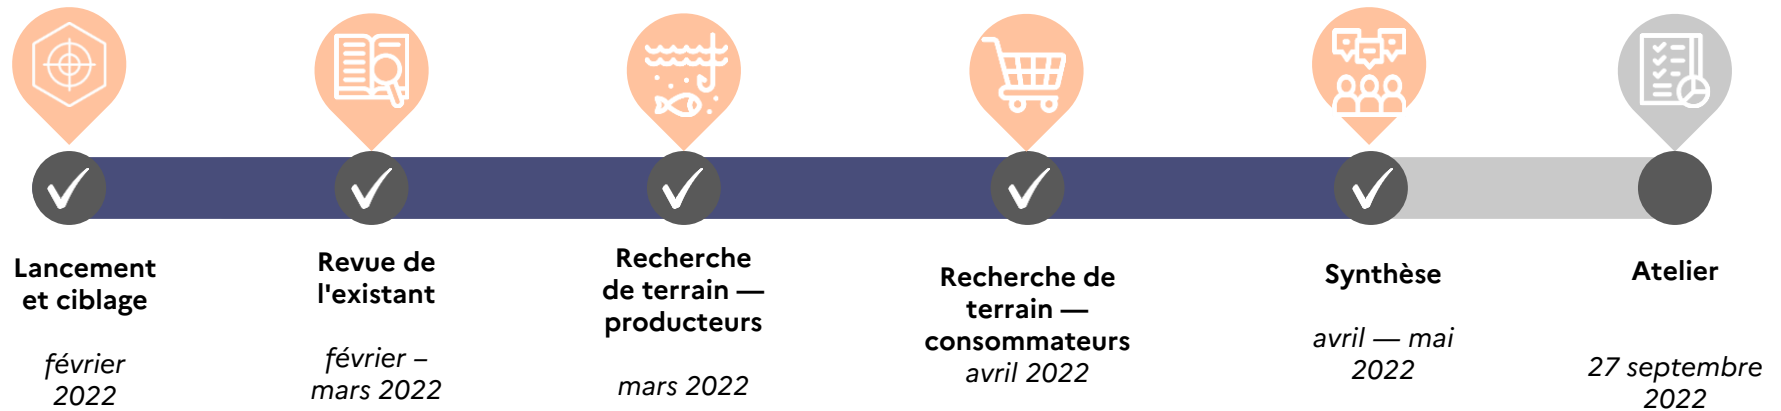 Lancement
et ciblage
février
2022
Revue de
l'existant
février –
mars 2022
Recherche
de terrain —
producteurs
mars 2022
Recherche de
terrain —
consommateurs
avril 2022
Synthèse
avril — mai
2022
Atelier
27 septembre
2022